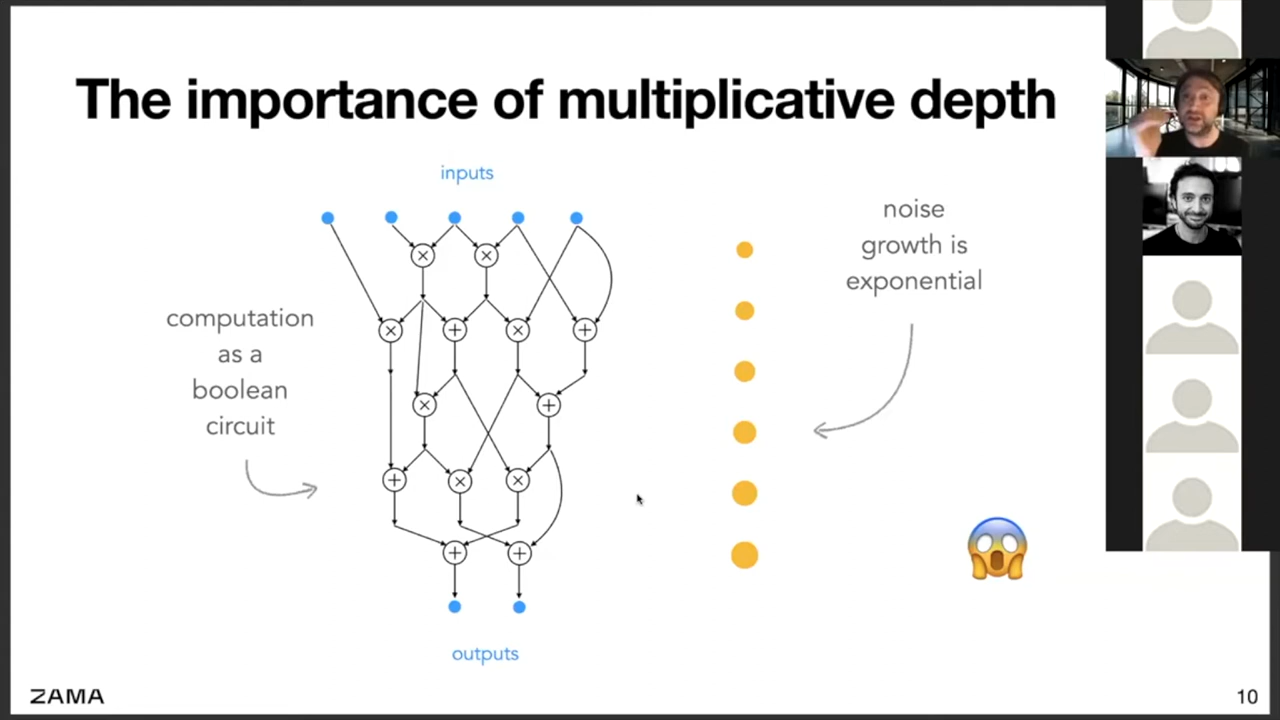 The importance of multiplicative depth
inputs
noise
growth is
exponential
computation
as a
boolean
circuit
×
×
×
+
×
+
×
+
+
×
×
+
+
outputs
ZAMA
10